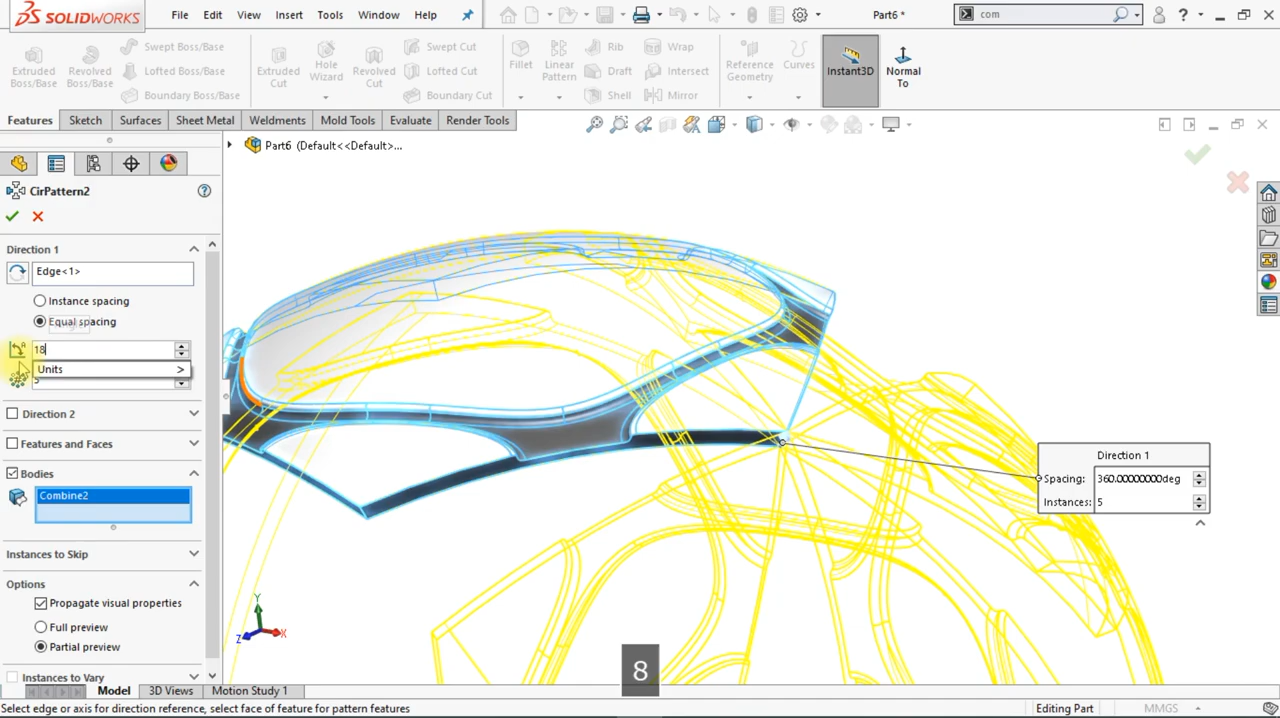 SOLIDWORKS
File Edit View Insert Tools Window Help
Part6 *
com
?
Extruded Boss/Base
Revolved Boss/Base
Swept Boss/Base
Lofted Boss/Base
Boundary Boss/Base
Extruded Cut
Hole Wizard
Revolved Cut
Swept Cut
Lofted Cut
Boundary Cut
Fillet
Linear Pattern
Rib
Draft
Shell
Wrap
Intersect
Mirror
Reference Geometry
Curves
Instant3D
Normal To
Features Sketch Surfaces Sheet Metal Weldments Mold Tools Evaluate Render Tools
Part6 (Default<<Default>...
CirPattern2
?
Direction 1
Edge<1>
Instance spacing
Equal spacing
18
Units >
Direction 2
Features and Faces
Bodies
Combine2
Instances to Skip
Options
Propagate visual properties
Full preview
Partial preview
Instances to Vary
Direction 1
Spacing: 360.00000000deg
Instances: 5
Y
Z
X
8
Model 3D Views Motion Study 1
Select edge or axis for direction reference, select face of feature for pattern features
Editing Part
MMGS